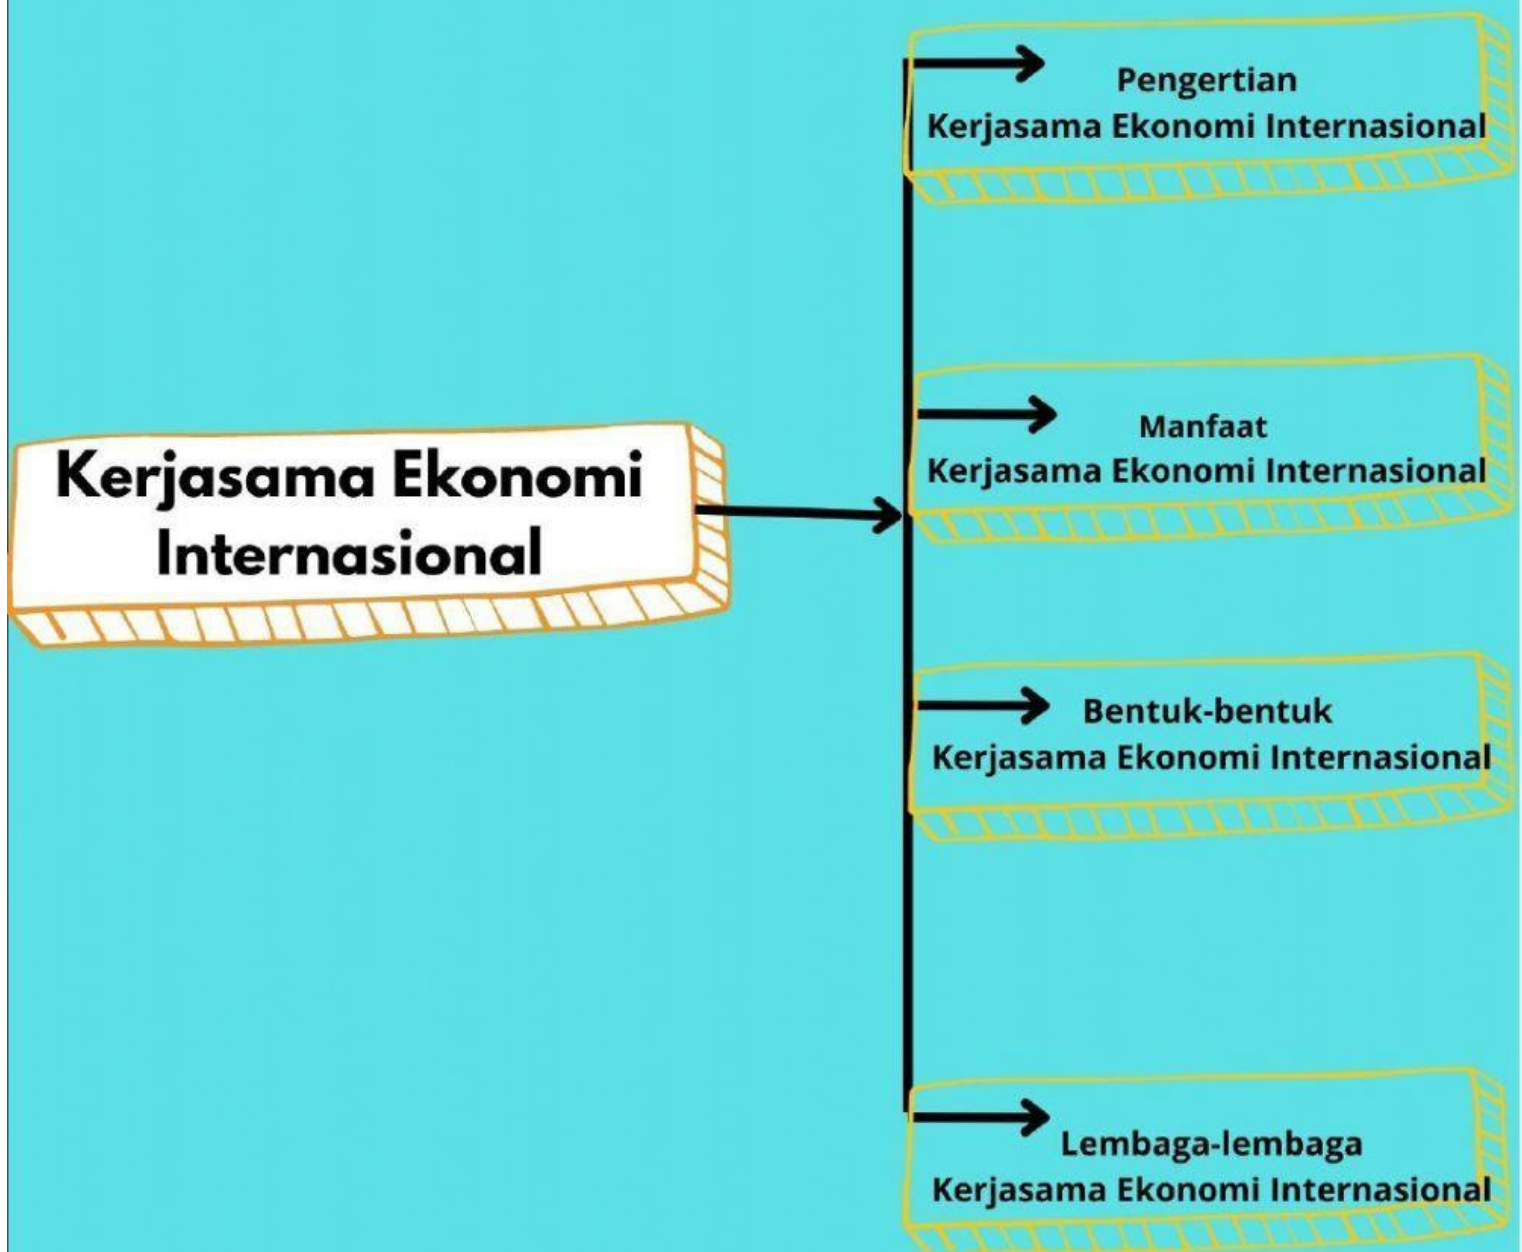 Kerjasama Ekonomi
Internasional
Pengertian
Kerjasama Ekonomi Internasional
Manfaat
Kerjasama Ekonomi Internasional
Bentuk-bentuk
Kerjasama Ekonomi Internasional
Lembaga-lembaga
Kerjasama Ekonomi Internasional